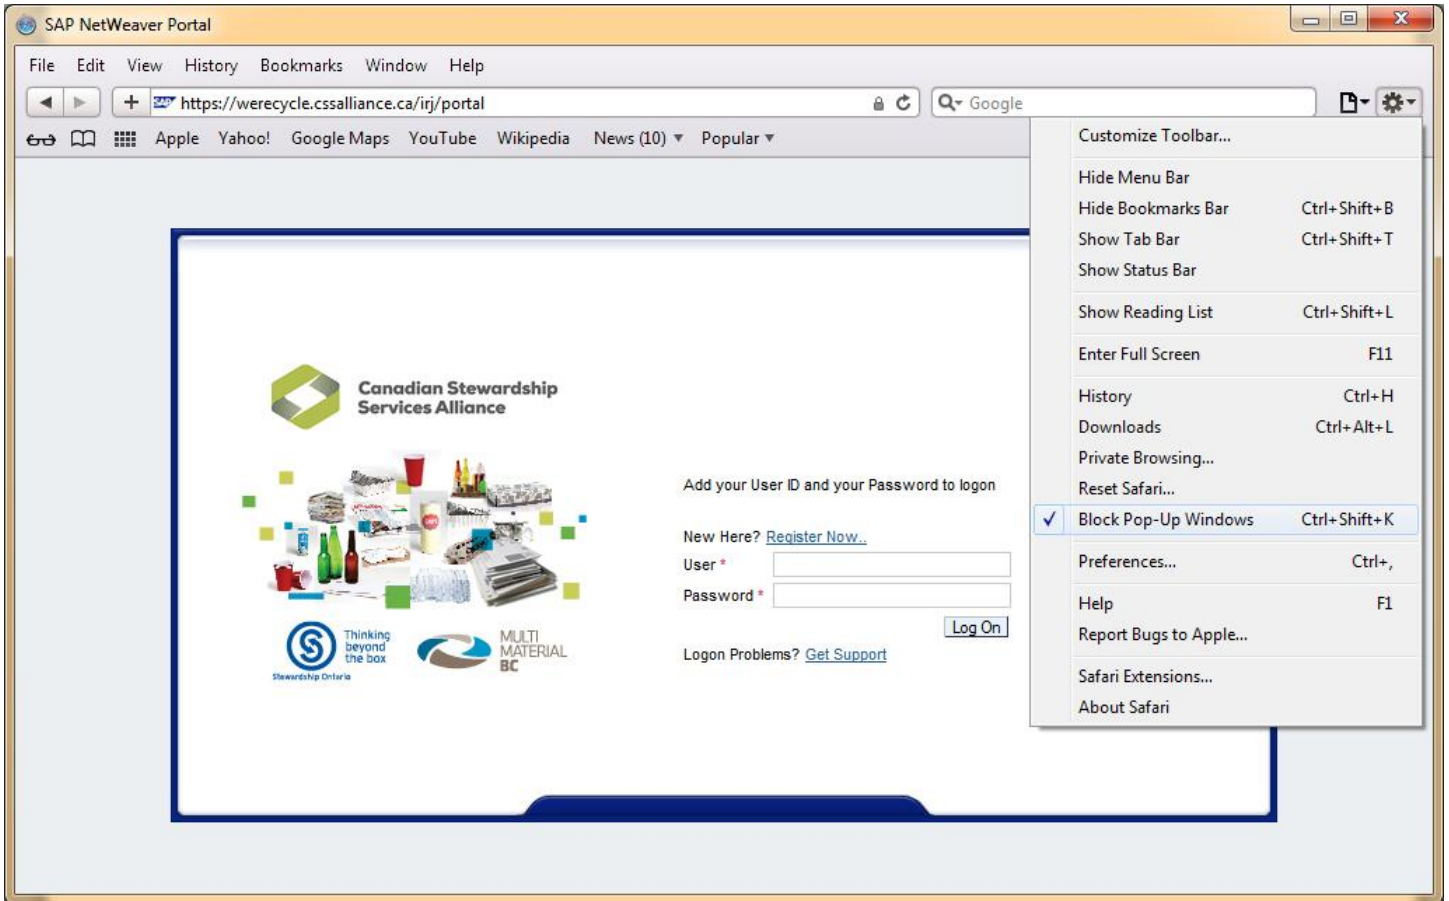 SAP NetWeaver Portal
File Edit View History Bookmarks Window Help
SAP https://werecycle.cssalliance.ca/irj/portal
Google
Apple Yahoo! Google Maps YouTube Wikipedia News (10) Popular
Customize Toolbar...
Hide Menu Bar
Hide Bookmarks Bar Ctrl+Shift+B
Show Tab Bar Ctrl+Shift+T
Show Status Bar
Show Reading List Ctrl+Shift+L
Enter Full Screen F11
History Ctrl+H
Downloads Ctrl+Alt+L
Private Browsing...
Reset Safari...
Block Pop-Up Windows Ctrl+Shift+K
Preferences... Ctrl+,
Help F1
Report Bugs to Apple...
Safari Extensions...
About Safari
Canadian Stewardship
Services Alliance
Add your User ID and your Password to logon
New Here? Register Now..
User *
Password *
Log On
Logon Problems? Get Support
Thinking
beyond
the box
Stewardship Ontario
MULTI
MATERIAL
BC